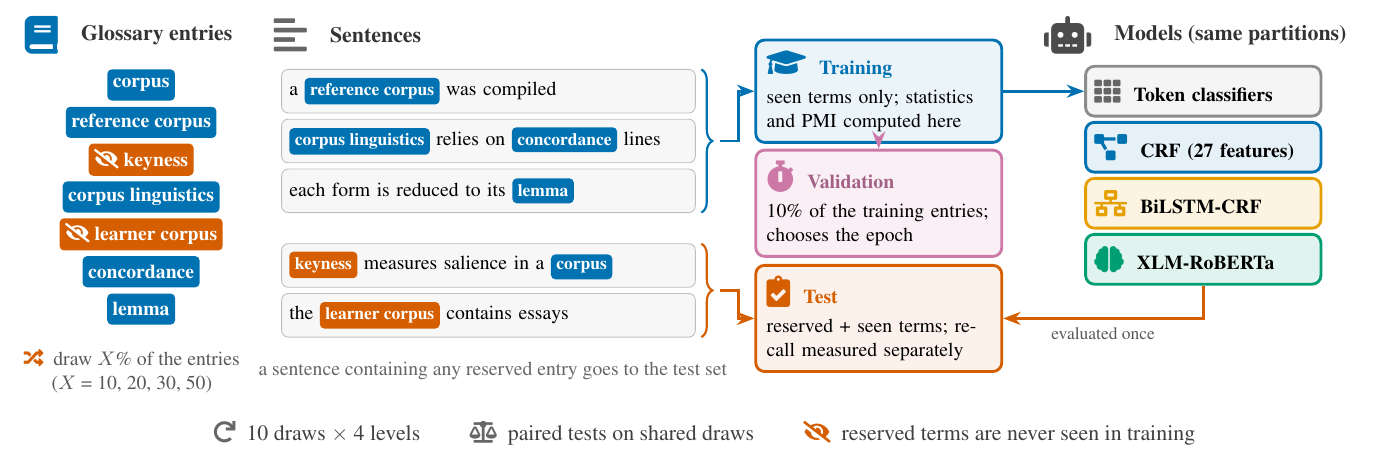 Glossary entries
corpus
reference corpus
keyness
corpus linguistics
learner corpus
concordance
lemma
draw X% of the entries
(X = 10, 20, 30, 50)
Sentences
a reference corpus was compiled
corpus linguistics relies on concordance lines
each form is reduced to its lemma
keyness measures salience in a corpus
the learner corpus contains essays
a sentence containing any reserved entry goes to the test set
Training
seen terms only; statistics
and PMI computed here
Validation
10% of the training entries;
chooses the epoch
Test
reserved + seen terms; re-
call measured separately
Models (same partitions)
Token classifiers
CRF (27 features)
BiLSTM-CRF
XLM-RoBERTa
evaluated once
10 draws × 4 levels
paired tests on shared draws
reserved terms are never seen in training